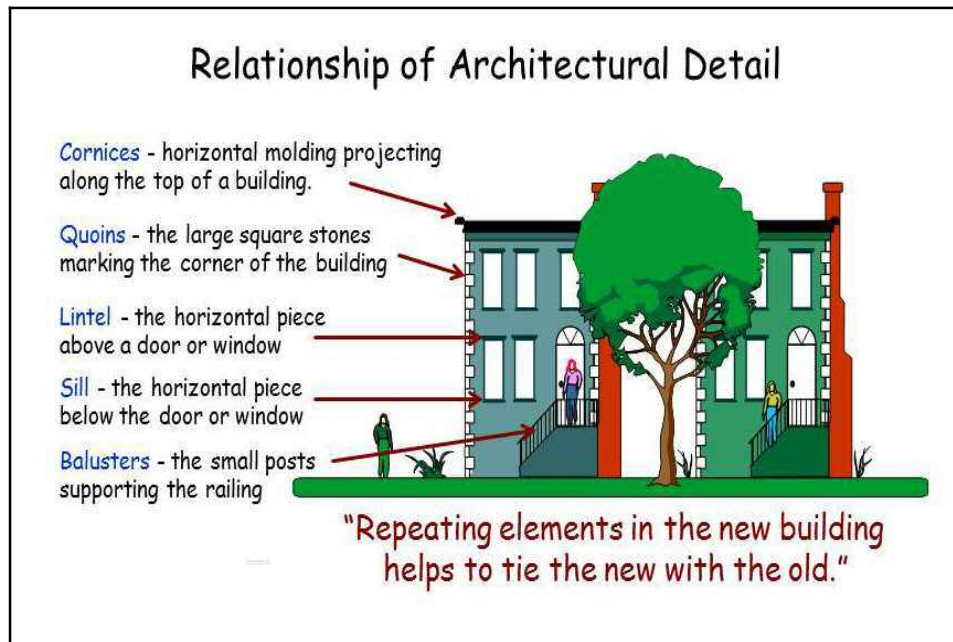 Relationship of Architectural Detail
Cornices - horizontal molding projecting
along the top of a building.
Quoins - the large square stones
marking the corner of the building
Lintel - the horizontal piece
above a door or window
Sill - the horizontal piece
below the door or window
Balusters - the small posts
supporting the railing
“Repeating elements in the new building
helps to tie the new with the old.”